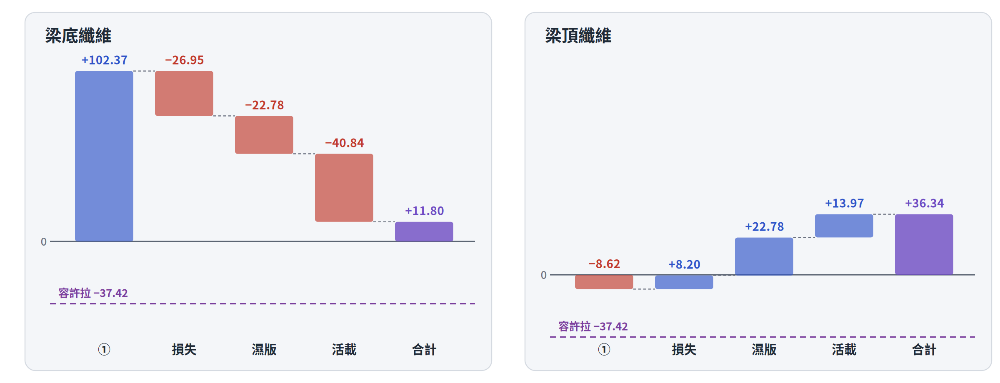 梁底纖維
+102.37
−26.95
−22.78
−40.84
+11.80
0
容許拉 −37.42
① 損失 濕版 活載 合計
梁頂纖維
−8.62
+8.20
+22.78
+13.97
+36.34
0
容許拉 −37.42
① 損失 濕版 活載 合計